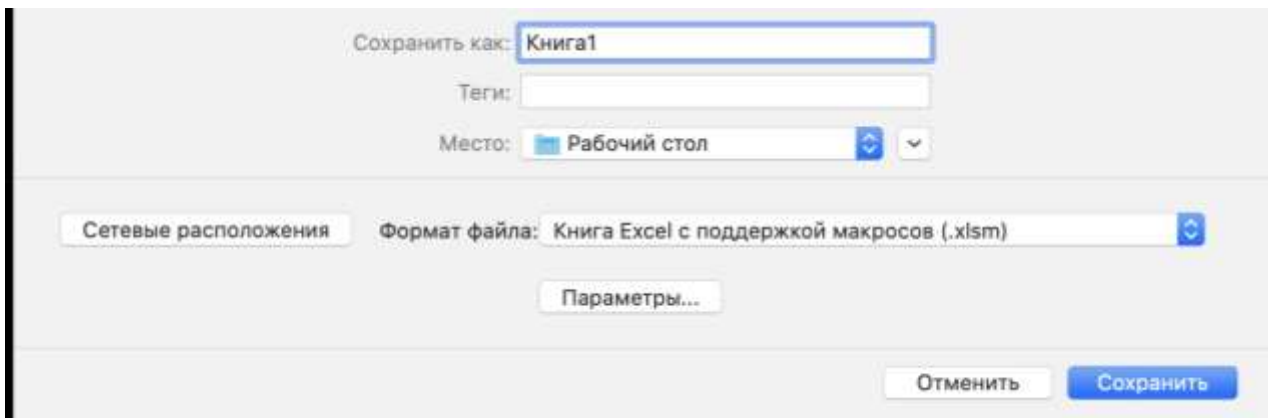 Сохранить как: Книга1
Теги:
Место: Рабочий стол
Сетевые расположения Формат файла: Книга Excel с поддержкой макросов (.xlsm)
Параметры...
Отменить Сохранить